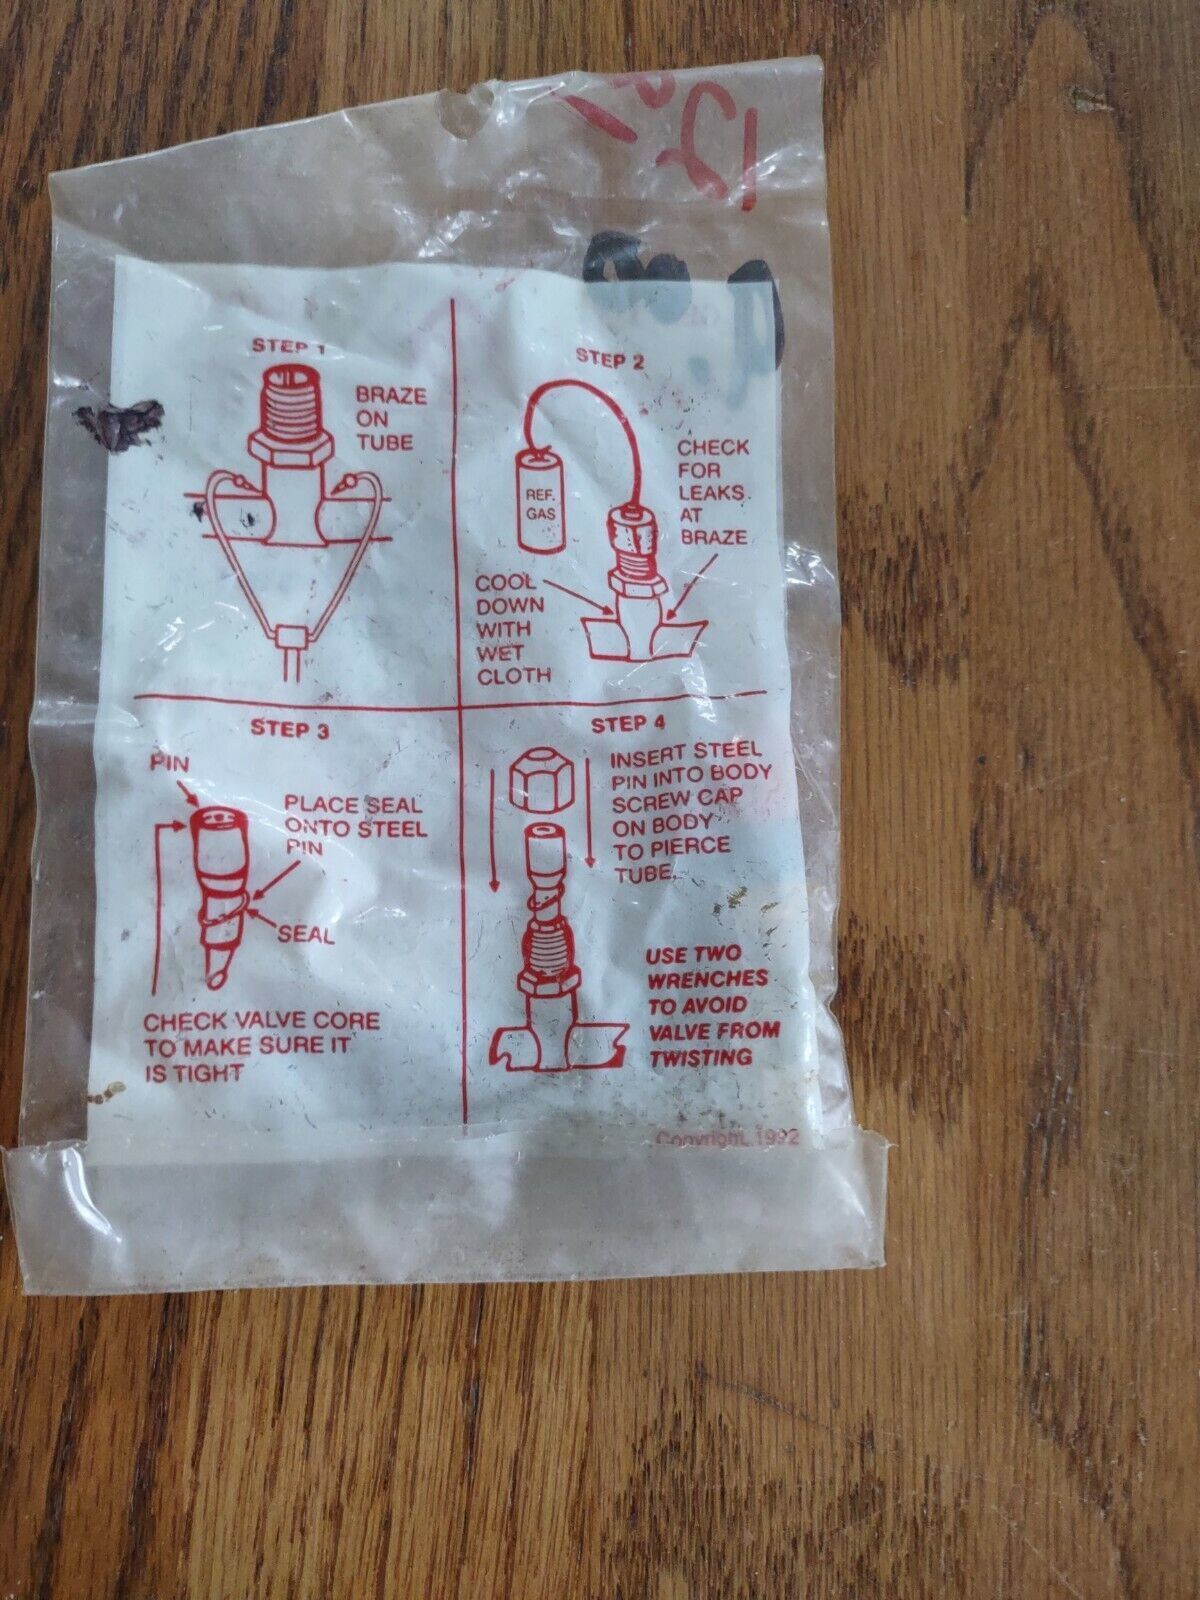 STEP 1
BRAZE
ON
TUBE
STEP 2
REF.
GAS
CHECK
FOR
LEAKS
AT
BRAZE
COOL
DOWN
WITH
WET
CLOTH
STEP 3
PIN
PLACE SEAL
ONTO STEEL
PIN
SEAL
CHECK VALVE CORE
TO MAKE SURE IT
IS TIGHT
STEP 4
INSERT STEEL
PIN INTO BODY
SCREW CAP
ON BODY
TO PIERCE
TUBE.
USE TWO
WRENCHES
TO AVOID
VALVE FROM
TWISTING
Copyright, 1992